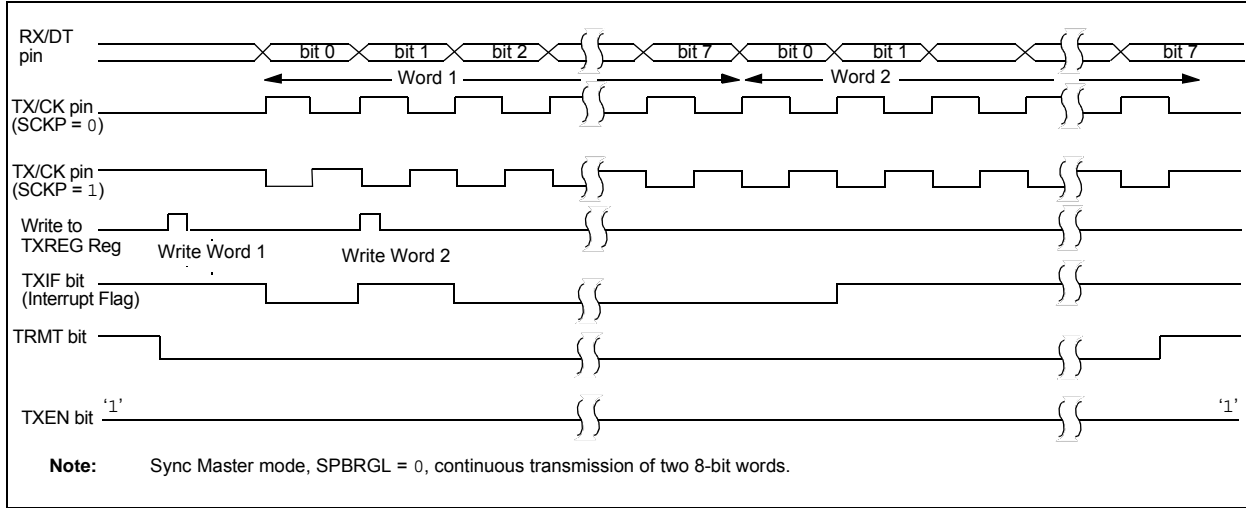 RX/DT
pin
bit 0 bit 1 bit 2 bit 7 bit 0 bit 1 bit 7
Word 1 Word 2
TX/CK pin
(SCKP = 0)
TX/CK pin
(SCKP = 1)
Write to
TXREG Reg
Write Word 1 Write Word 2
TXIF bit
(Interrupt Flag)
TRMT bit
TXEN bit ‘1’ ‘1’
Note: Sync Master mode, SPBRGL = 0, continuous transmission of two 8-bit words.